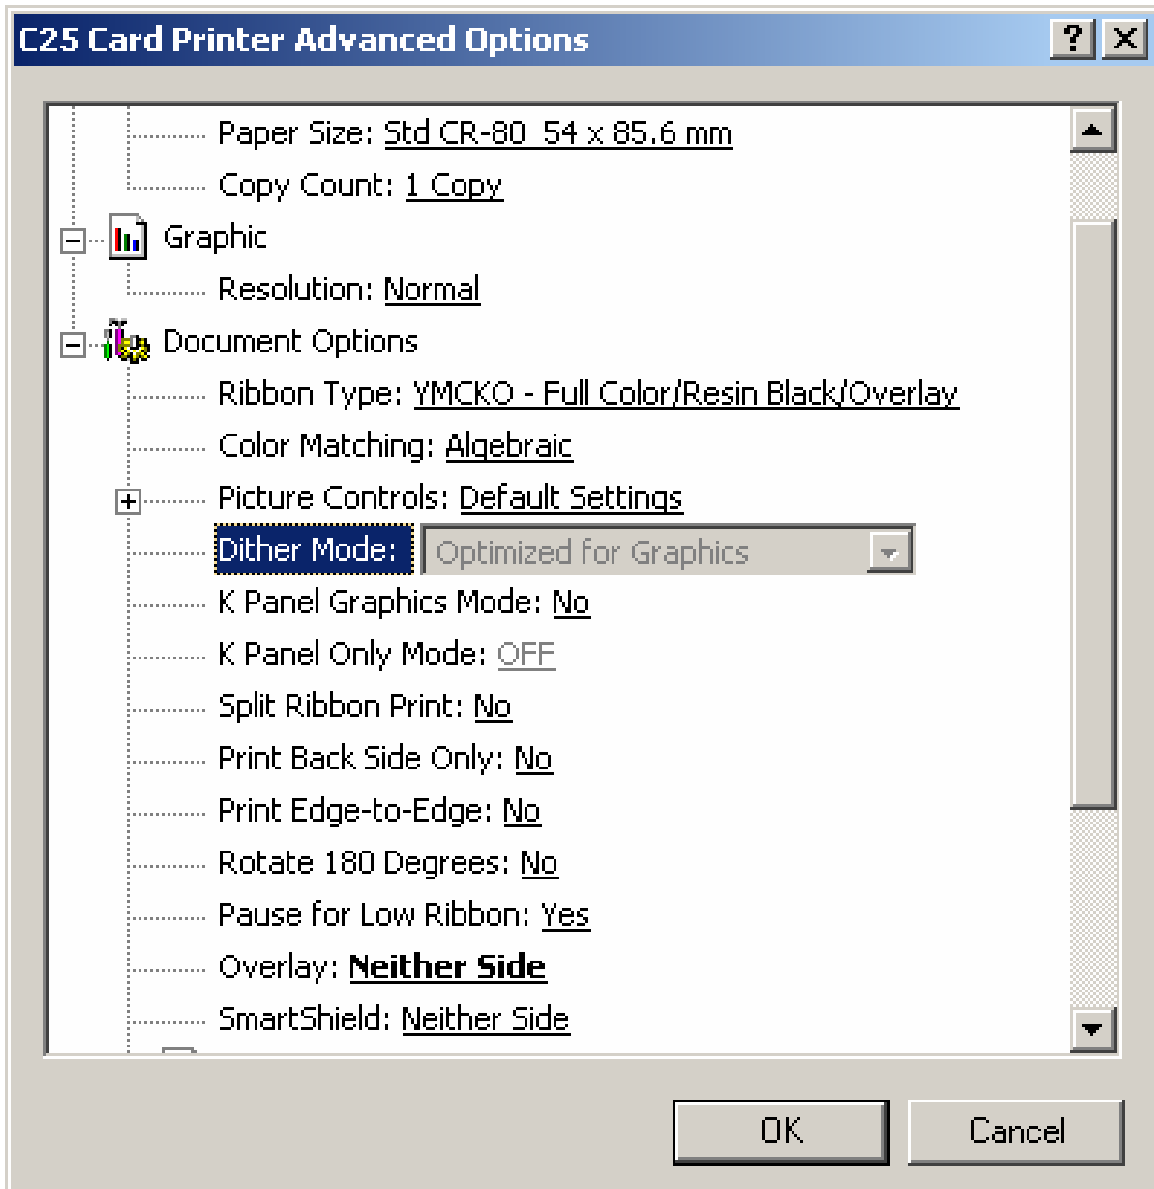 C25 Card Printer Advanced Options
Paper Size: Std CR-80 54 x 85.6 mm
Copy Count: 1 Copy
Graphic
Resolution: Normal
Document Options
Ribbon Type: YMCKO - Full Color/Resin Black/Overlay
Color Matching: Algebraic
Picture Controls: Default Settings
Dither Mode: Optimized for Graphics
K Panel Graphics Mode: No
K Panel Only Mode: OFF
Split Ribbon Print: No
Print Back Side Only: No
Print Edge-to-Edge: No
Rotate 180 Degrees: No
Pause for Low Ribbon: Yes
Overlay: Neither Side
SmartShield: Neither Side
OK Cancel